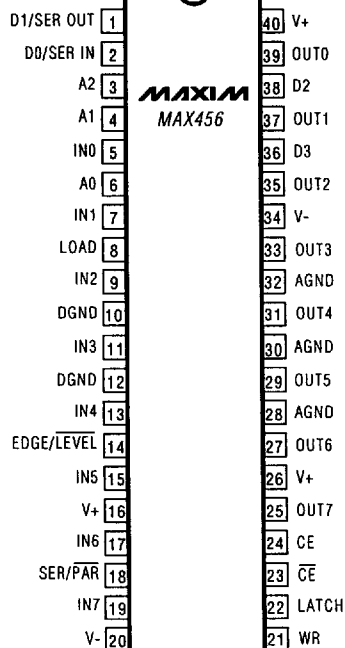 D1/SER OUT 1
D0/SER IN 2
A2 3
A1 4
IN0 5
A0 6
IN1 7
LOAD 8
IN2 9
DGND 10
IN3 11
DGND 12
IN4 13
EDGE/LEVEL 14
IN5 15
V+ 16
IN6 17
SER/PAR 18
IN7 19
V- 20
MAXIM
MAX456
40 V+
39 OUT0
38 D2
37 OUT1
36 D3
35 OUT2
34 V-
33 OUT3
32 AGND
31 OUT4
30 AGND
29 OUT5
28 AGND
27 OUT6
26 V+
25 OUT7
24 CE
23 CE
22 LATCH
21 WR